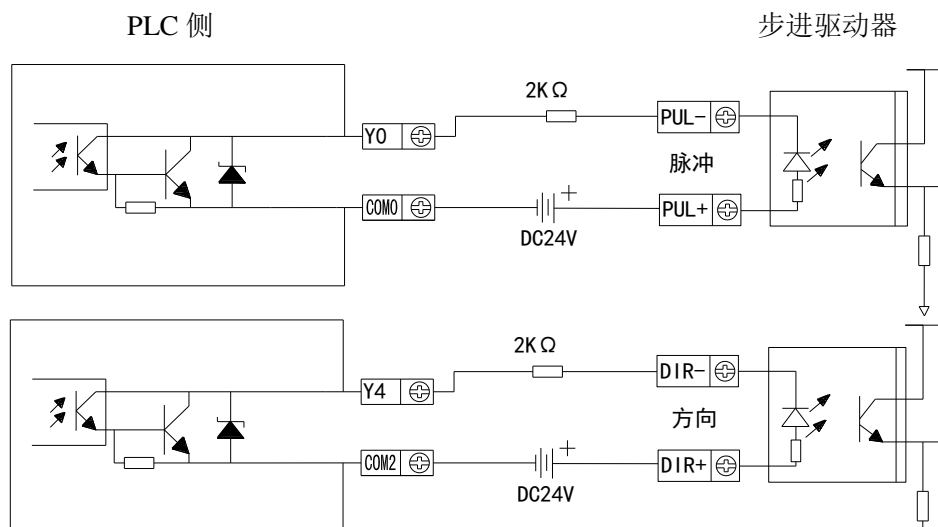 PLC 侧 步进驱动器
2KΩ
Y0 PUL-
脉冲
COM0 + PUL+
DC24V
2KΩ
Y4 DIR-
方向
COM2 + DIR+
DC24V